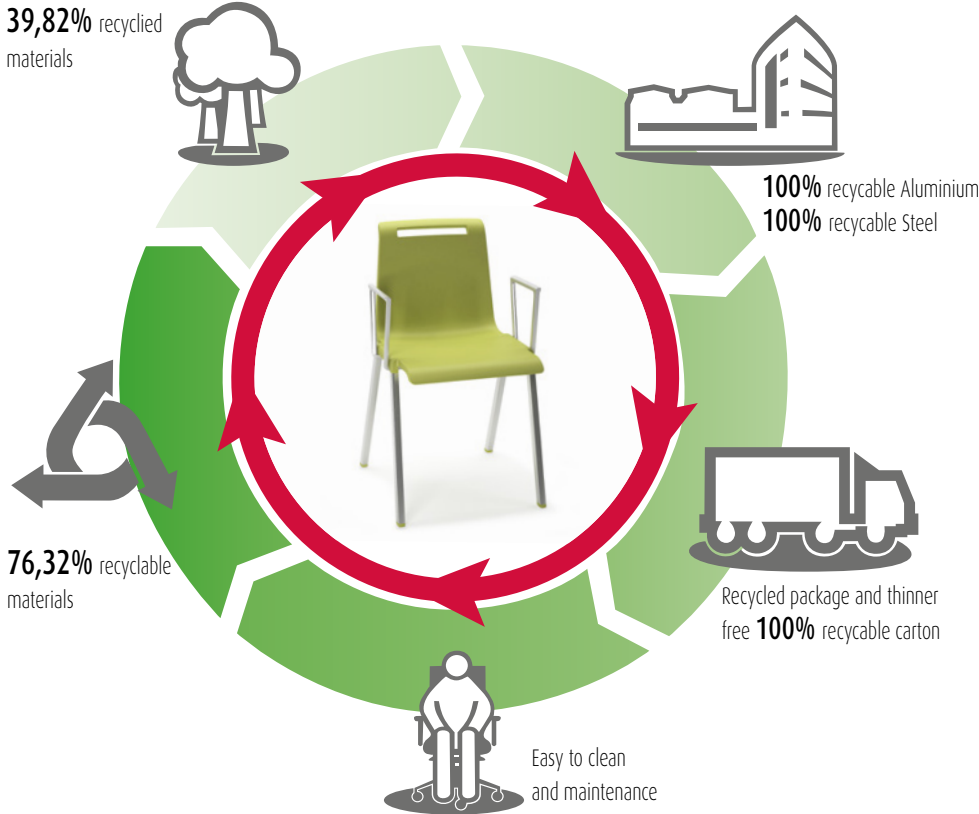 39,82% recyclied
materials
100% recycable Aluminium
100% recycable Steel
Recycled package and thinner
free 100% recycable carton
Easy to clean
and maintenance
76,32% recyclable
materials